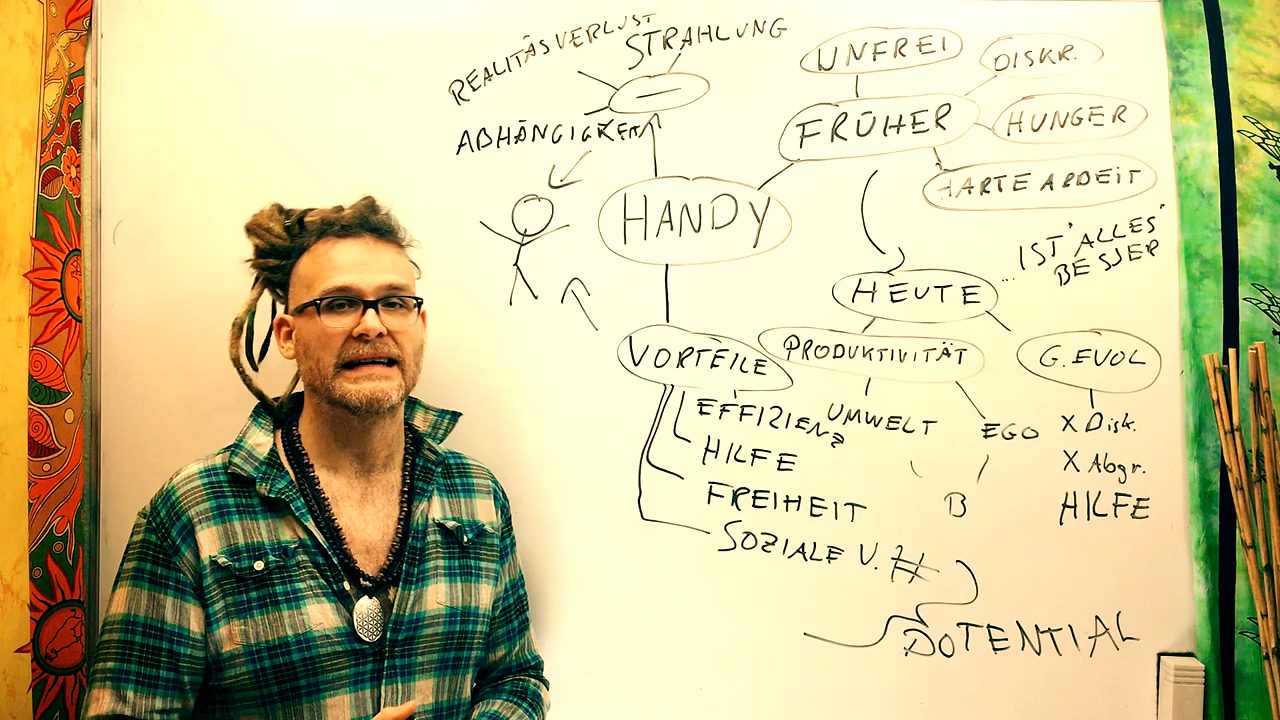 REALITÄSVERLUST
STRAHLUNG
—
ABHÄNGIGKEIT
HANDY
UNFREI
DISKR.
FRÜHER
HUNGER
HARTE ARBEIT
HEUTE
... IST "ALLES"
BESSER
VORTEILE
EFFIZIENZ
HILFE
FREIHEIT
SOZIALE V. #
PRODUKTIVITÄT
UMWELT
EGO
B
G. EVOL
X Disk.
X Abgr.
HILFE
POTENTIAL